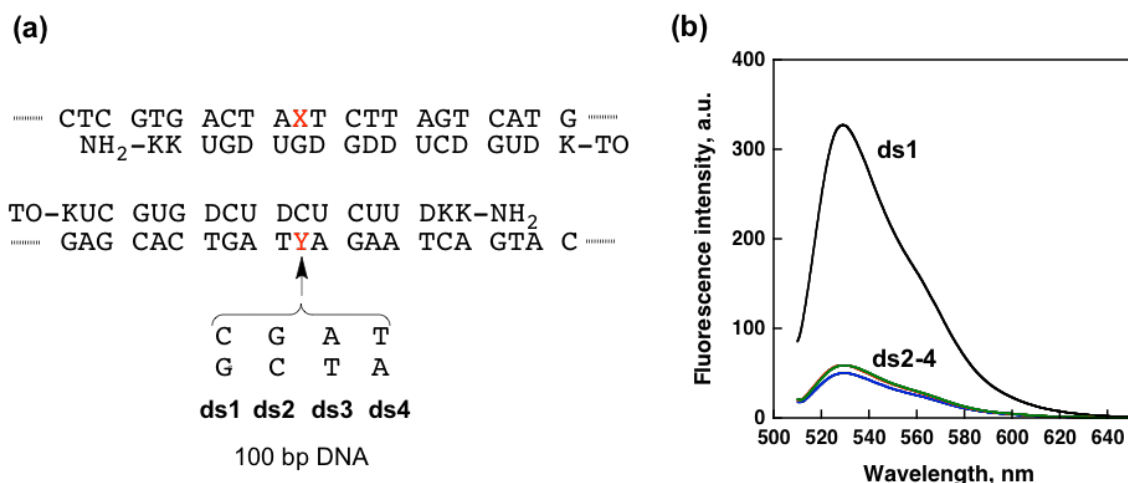 (a)
CTC GTG ACT AXT CTT AGT CAT G
NH2-KK UGD UGD GDD UCD GUD K-TO
TO-KUC GUG DCU DCU CUU DKK-NH2
GAG CAC TGA TYA GAA TCA GTA C
C G A T
G C T A
ds1 ds2 ds3 ds4
100 bp DNA
(b)
Fluorescence intensity, a.u.
400
300
200
100
0
ds1
ds2-4
500 520 540 560 580 600 620 640
Wavelength, nm